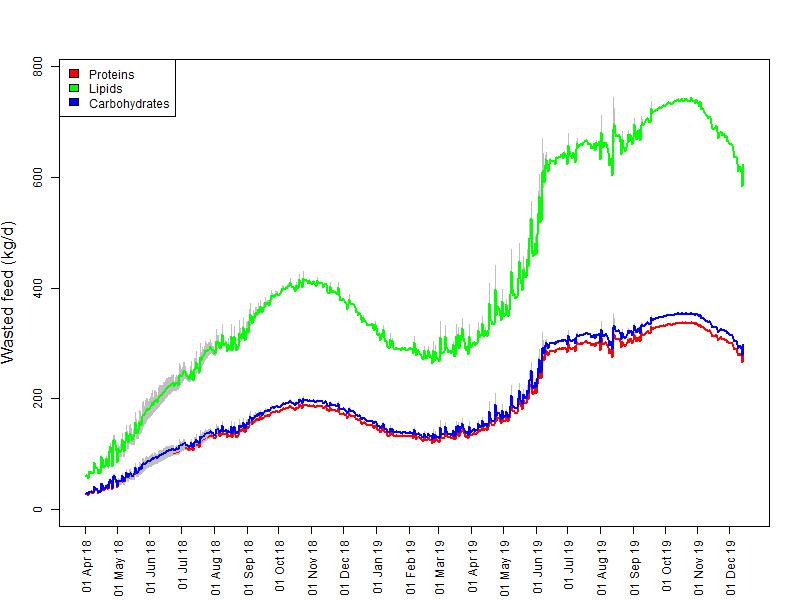 Proteins
Lipids
Carbohydrates
Wasted feed (kg/d)
800
600
400
200
0
01 Apr 18
01 May 18
01 Jun 18
01 Jul 18
01 Aug 18
01 Sep 18
01 Oct 18
01 Nov 18
01 Dec 18
01 Jan 19
01 Feb 19
01 Mar 19
01 Apr 19
01 May 19
01 Jun 19
01 Jul 19
01 Aug 19
01 Sep 19
01 Oct 19
01 Nov 19
01 Dec 19